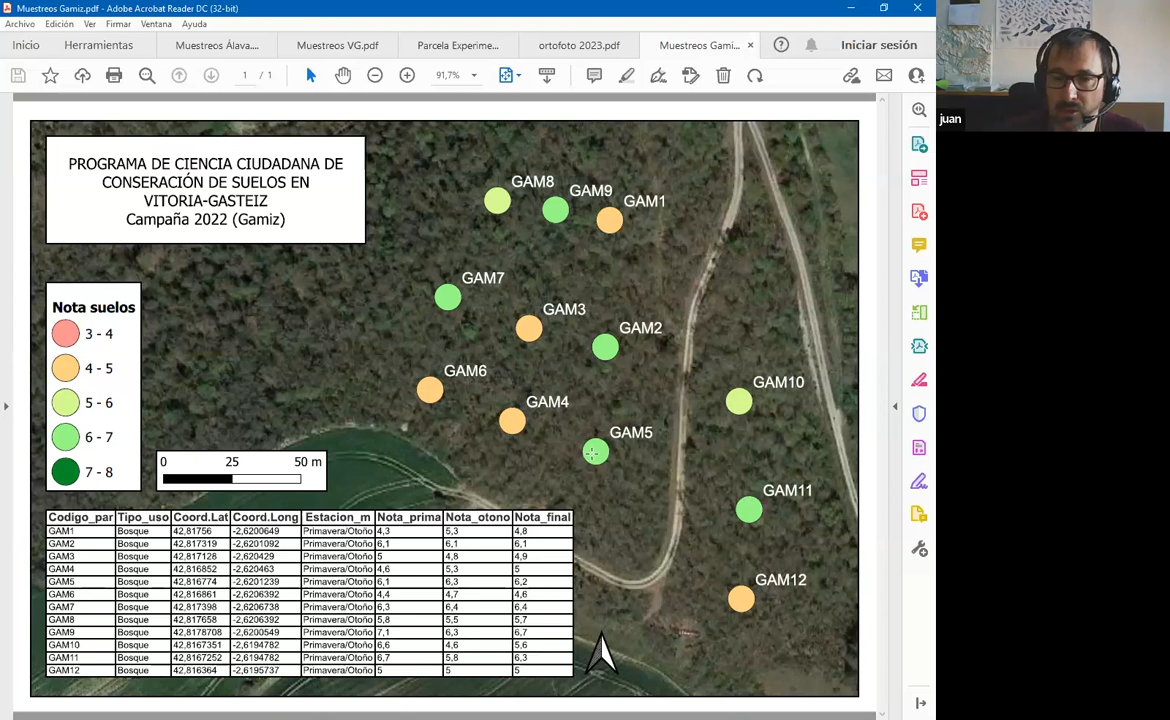 Muestreos Gamiz.pdf - Adobe Acrobat Reader DC (32-bit)
Archivo Edición Ver Firmar Ventana Ayuda
Inicio Herramientas Muestreos Álava.... Muestreos VG.pdf Parcela Experime... ortofoto 2023.pdf Muestreos Gami... × Iniciar sesión
1 / 1 91,7%
juan
PROGRAMA DE CIENCIA CIUDADANA DE
CONSERACIÓN DE SUELOS EN
VITORIA-GASTEIZ
Campaña 2022 (Gamiz)
GAM8
GAM9
GAM1
GAM7
GAM3
GAM2
GAM6
GAM4
GAM10
GAM5
GAM11
GAM12
Nota suelos
3 - 4
4 - 5
5 - 6
6 - 7
7 - 8
0 25 50 m
Codigo_par Tipo_uso Coord.Lat Coord.Long Estacion_m Nota_prima Nota_otono Nota_final
GAM1 Bosque 42,81756 -2,6200649 Primavera/Otoño 4,3 5,3 4,8
GAM2 Bosque 42,817319 -2,6201092 Primavera/Otoño 6,1 6,1 6,1
GAM3 Bosque 42,817128 -2,620429 Primavera/Otoño 5 4,8 4,9
GAM4 Bosque 42,816852 -2,620463 Primavera/Otoño 4,6 5,3 5
GAM5 Bosque 42,816774 -2,6201239 Primavera/Otoño 6,1 6,3 6,2
GAM6 Bosque 42,816861 -2,6206392 Primavera/Otoño 4,4 4,7 4,6
GAM7 Bosque 42,817398 -2,6206738 Primavera/Otoño 6,3 6,4 6,4
GAM8 Bosque 42,817658 -2,6206392 Primavera/Otoño 5,8 5,5 5,7
GAM9 Bosque 42,8178708 -2,6200549 Primavera/Otoño 7,1 6,3 6,7
GAM10 Bosque 42,8167351 -2,6194782 Primavera/Otoño 6,6 4,6 5,6
GAM11 Bosque 42,8167252 -2,6194782 Primavera/Otoño 6,7 5,8 6,3
GAM12 Bosque 42,816364 -2,6195737 Primavera/Otoño 5 5 5